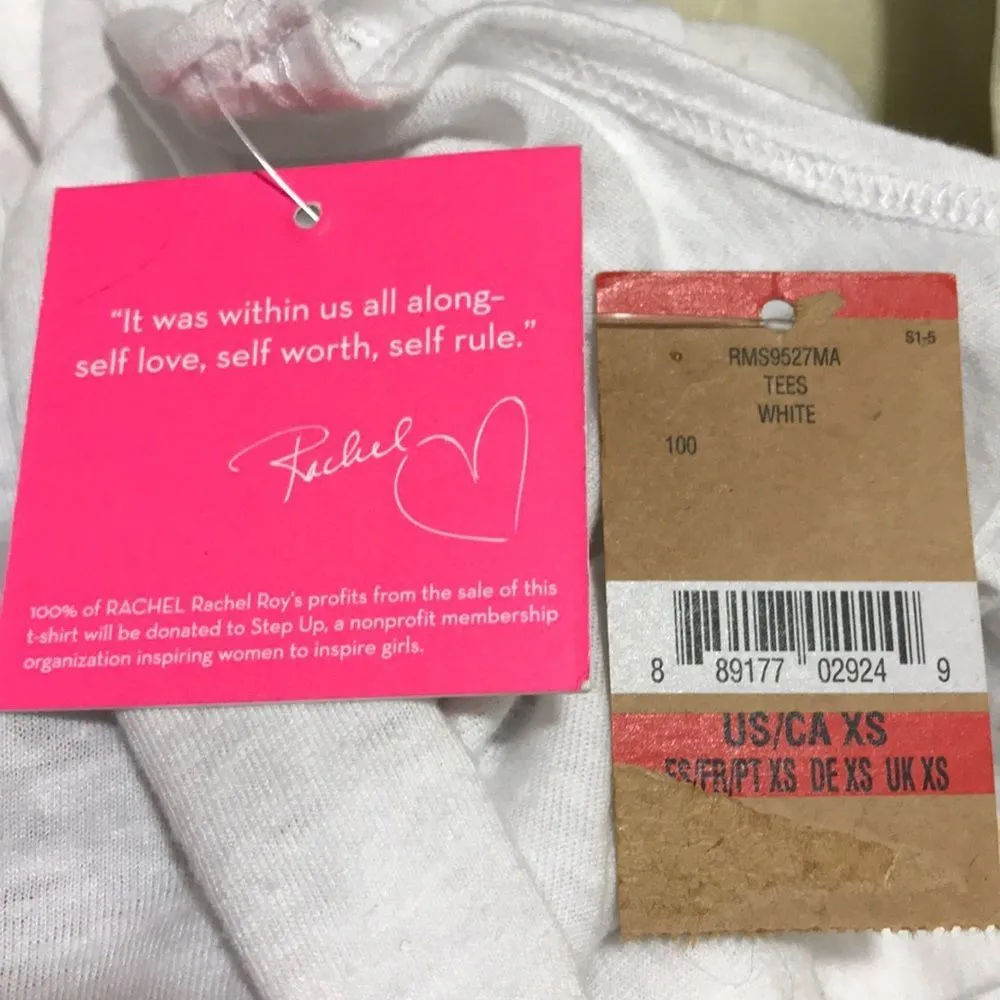 “It was within us all along-
self love, self worth, self rule.”
Rachel
100% of RACHEL Rachel Roy's profits from the sale of this
t-shirt will be donated to Step Up, a nonprofit membership
organization inspiring women to inspire girls.
S1-5
RMS9527MA
TEES
WHITE
100
8 89177 02924 9
US/CA XS
ES/FR/PT XS DE XS UK XS